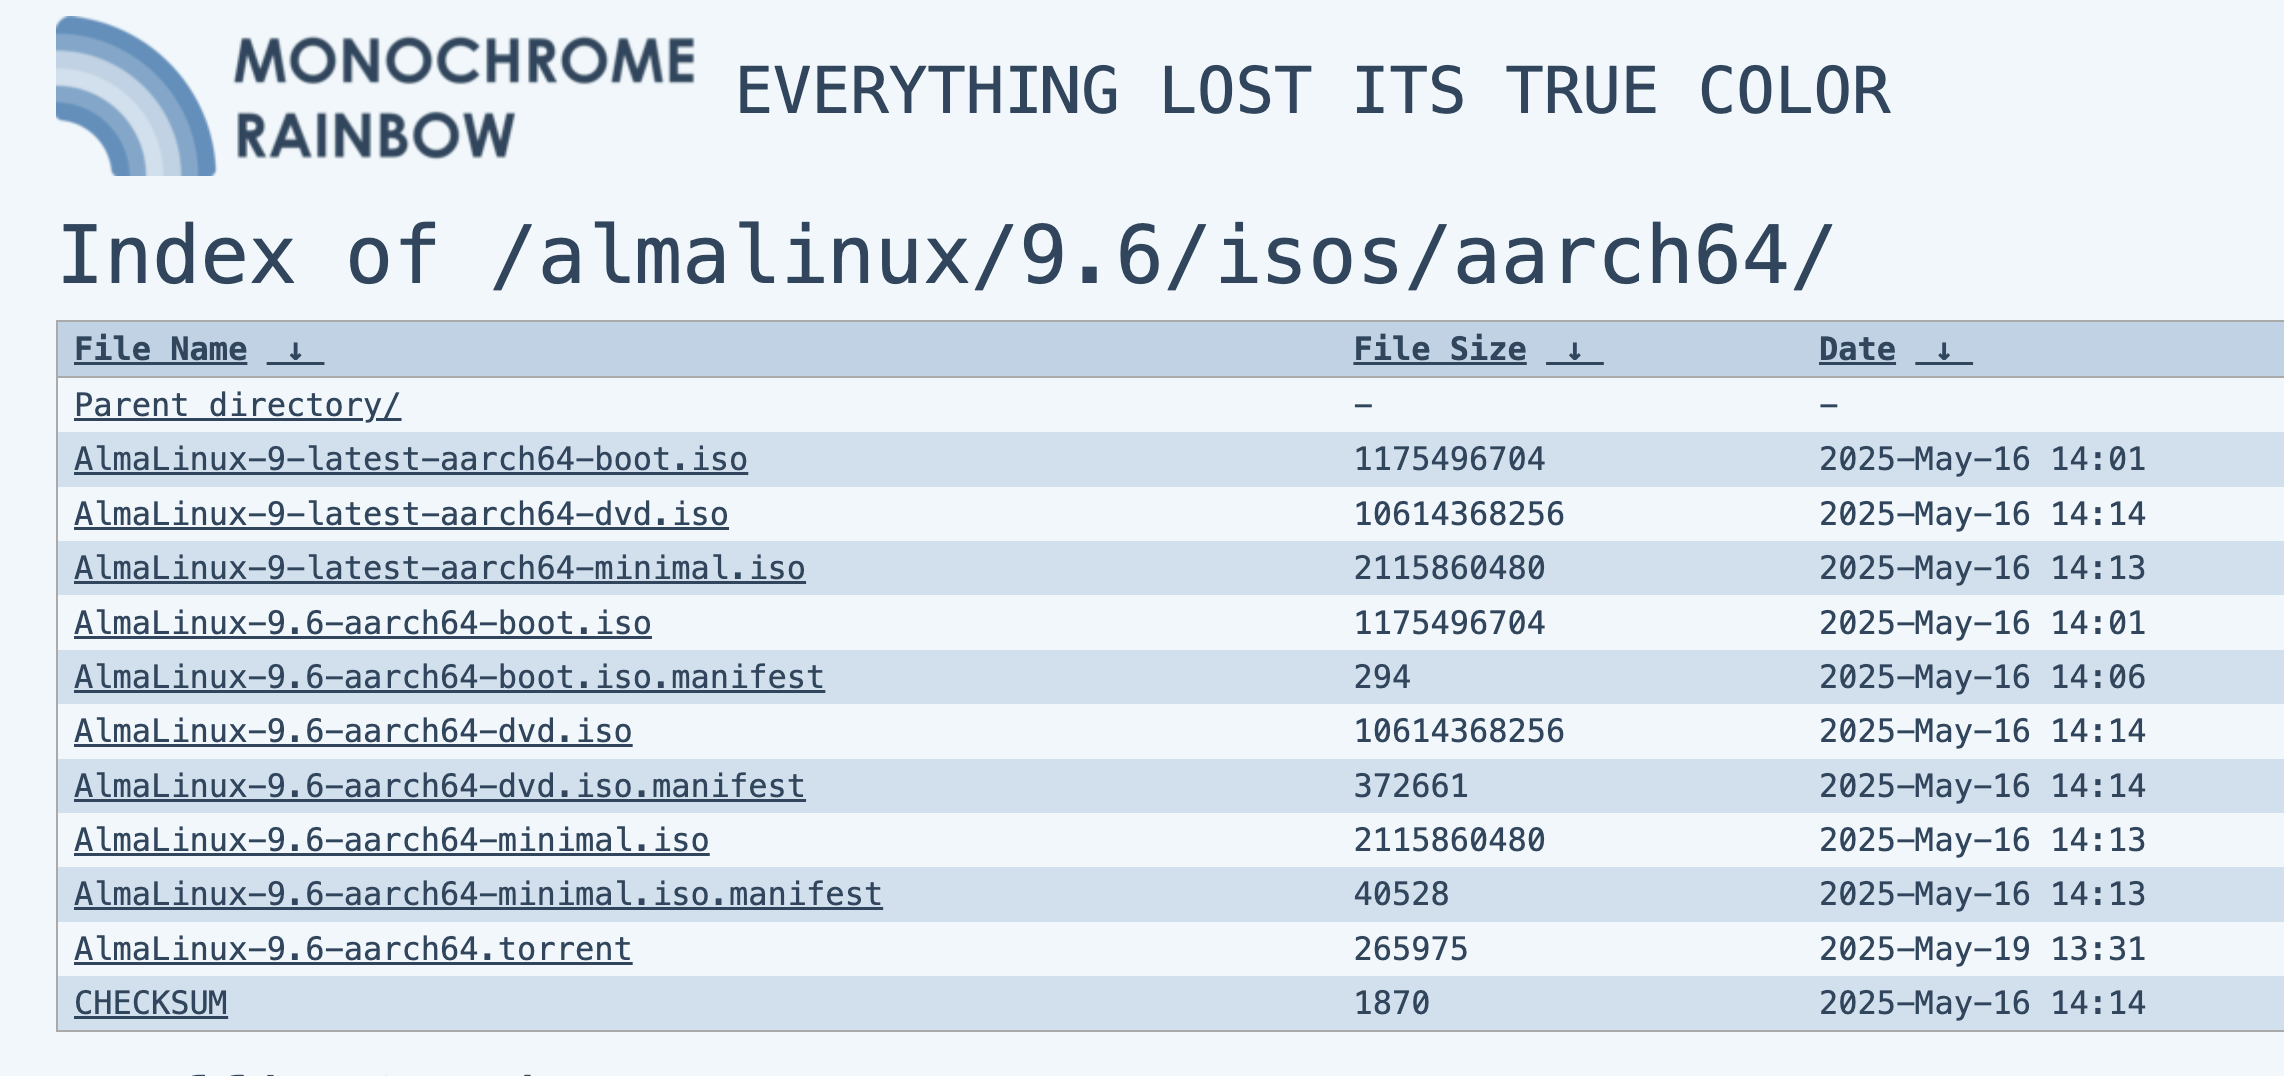 MONOCHROME
RAINBOW
EVERYTHING LOST ITS TRUE COLOR
Index of /almalinux/9.6/isos/aarch64/
File Name ↓ File Size ↓ Date ↓
Parent directory/ - -
AlmaLinux-9-latest-aarch64-boot.iso 1175496704 2025-May-16 14:01
AlmaLinux-9-latest-aarch64-dvd.iso 10614368256 2025-May-16 14:14
AlmaLinux-9-latest-aarch64-minimal.iso 2115860480 2025-May-16 14:13
AlmaLinux-9.6-aarch64-boot.iso 1175496704 2025-May-16 14:01
AlmaLinux-9.6-aarch64-boot.iso.manifest 294 2025-May-16 14:06
AlmaLinux-9.6-aarch64-dvd.iso 10614368256 2025-May-16 14:14
AlmaLinux-9.6-aarch64-dvd.iso.manifest 372661 2025-May-16 14:14
AlmaLinux-9.6-aarch64-minimal.iso 2115860480 2025-May-16 14:13
AlmaLinux-9.6-aarch64-minimal.iso.manifest 40528 2025-May-16 14:13
AlmaLinux-9.6-aarch64.torrent 265975 2025-May-19 13:31
CHECKSUM 1870 2025-May-16 14:14